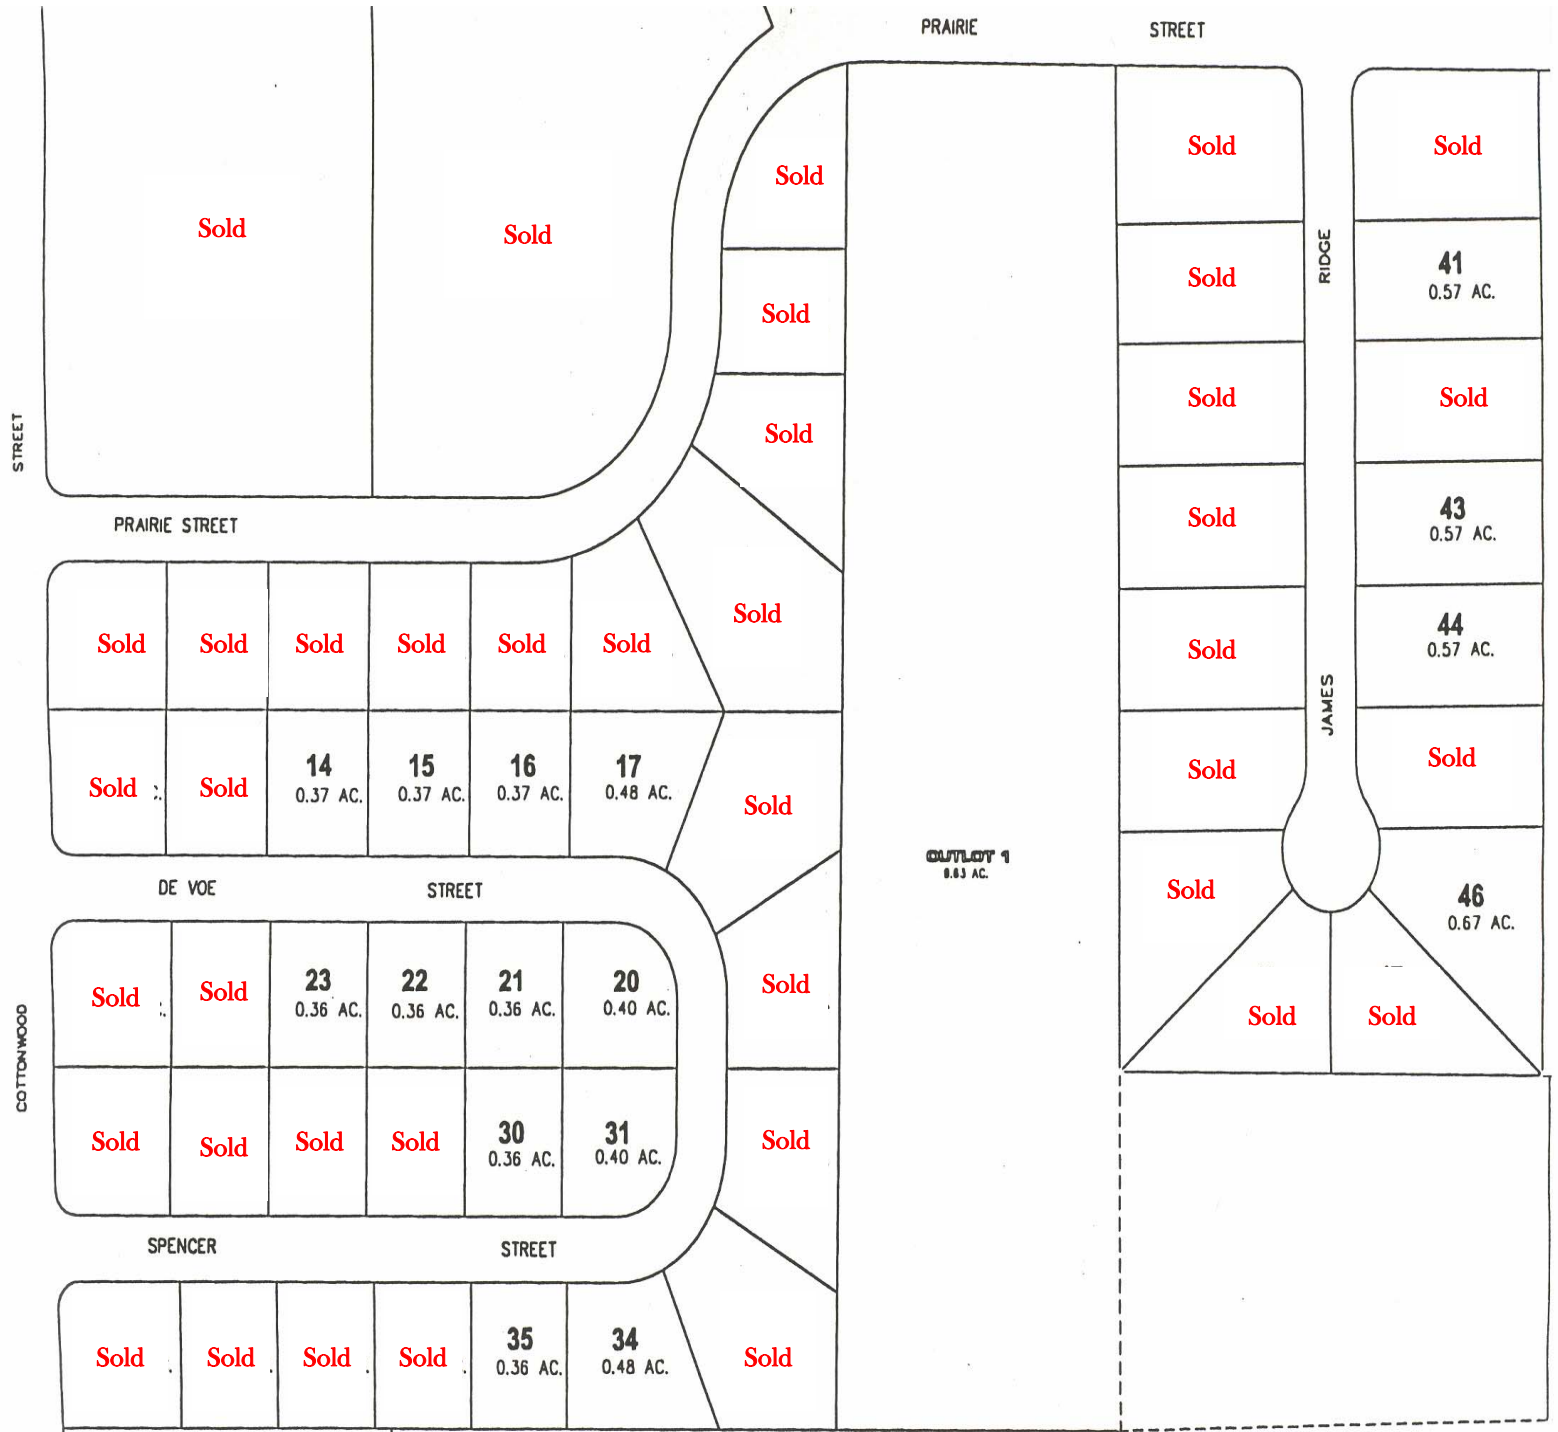 PRAIRIE STREET
Sold
Sold
Sold
Sold
Sold
Sold
Sold
Sold
RIDGE
41
0.57 AC.
Sold
Sold
Sold
Sold
STREET
Sold
43
0.57 AC.
PRAIRIE STREET
Sold
Sold
Sold
Sold
Sold
Sold
Sold
Sold
44
0.57 AC.
JAMES
Sold
Sold
14
0.37 AC.
15
0.37 AC.
16
0.37 AC.
17
0.48 AC.
Sold
Sold
Sold
OUTLOT 1
DE VOE STREET
Sold
46
0.67 AC.
COTTONWOOD
Sold
Sold
23
0.36 AC.
22
0.36 AC.
21
0.36 AC.
20
0.40 AC.
Sold
Sold
Sold
Sold
Sold
Sold
Sold
30
0.36 AC.
31
0.40 AC.
Sold
SPENCER STREET
Sold
Sold
Sold
Sold
35
0.36 AC.
34
0.48 AC.
Sold